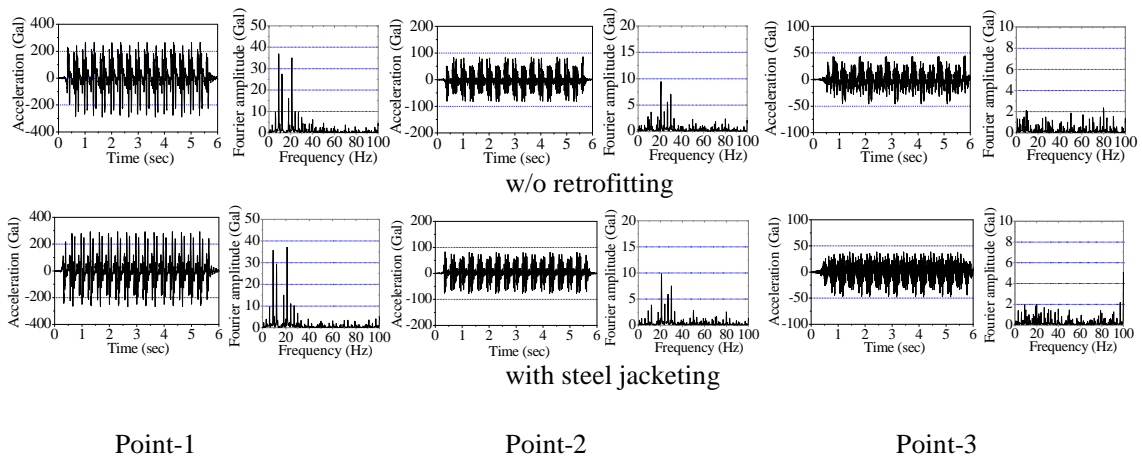 Acceleration (Gal)
400
200
0
-200
-400
0 1 2 3 4 5 6
Time (sec)
Fourier amplitude (Gal)
50
40
30
20
10
0
0 20 40 60 80 100
Frequency (Hz)
Acceleration (Gal)
200
100
0
-100
-200
0 1 2 3 4 5 6
Time (sec)
Fourier amplitude (Gal)
20
15
10
5
0
0 20 40 60 80 100
Frequency (Hz)
Acceleration (Gal)
100
50
0
-50
-100
0 1 2 3 4 5 6
Time (sec)
Fourier amplitude (Gal)
10
8
6
4
2
0
0 20 40 60 80 100
Frequency (Hz)
w/o retrofitting
Acceleration (Gal)
400
200
0
-200
-400
0 1 2 3 4 5 6
Time (sec)
Fourier amplitude (Gal)
50
40
30
20
10
0
0 20 40 60 80 100
Frequency (Hz)
Acceleration (Gal)
200
100
0
-100
-200
0 1 2 3 4 5 6
Time (sec)
Fourier amplitude (Gal)
20
15
10
5
0
0 20 40 60 80 100
Frequency (Hz)
Acceleration (Gal)
100
50
0
-50
-100
0 1 2 3 4 5 6
Time (sec)
Fourier amplitude (Gal)
10
8
6
4
2
0
0 20 40 60 80 100
Frequency (Hz)
with steel jacketing
Point-1 Point-2 Point-3